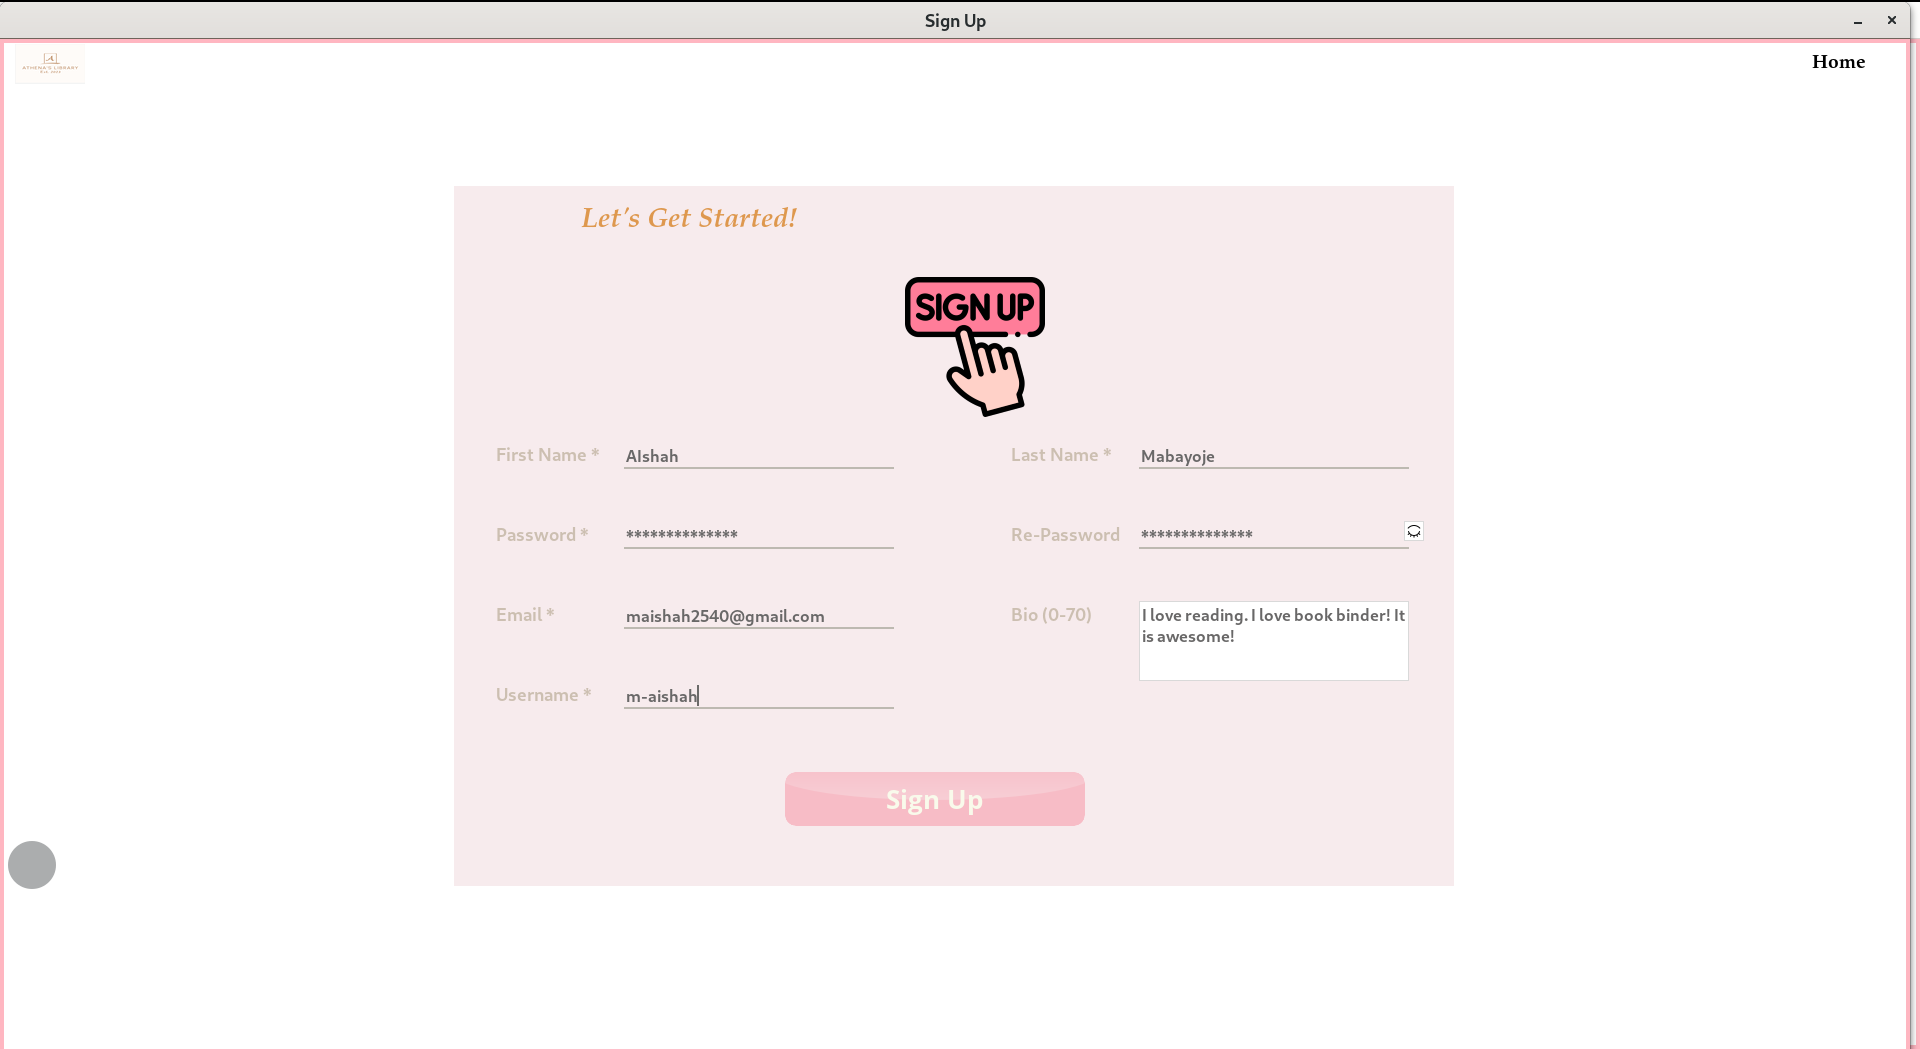 Sign Up
ATHENA'S LIBRARY
Home
Let's Get Started!
SIGN UP
First Name * AIshah Last Name * Mabayoje
Password * ************** Re-Password **************
Email * maishah2540@gmail.com Bio (0-70) I love reading. I love book binder! It
is awesome!
Username * m-aishah
Sign Up